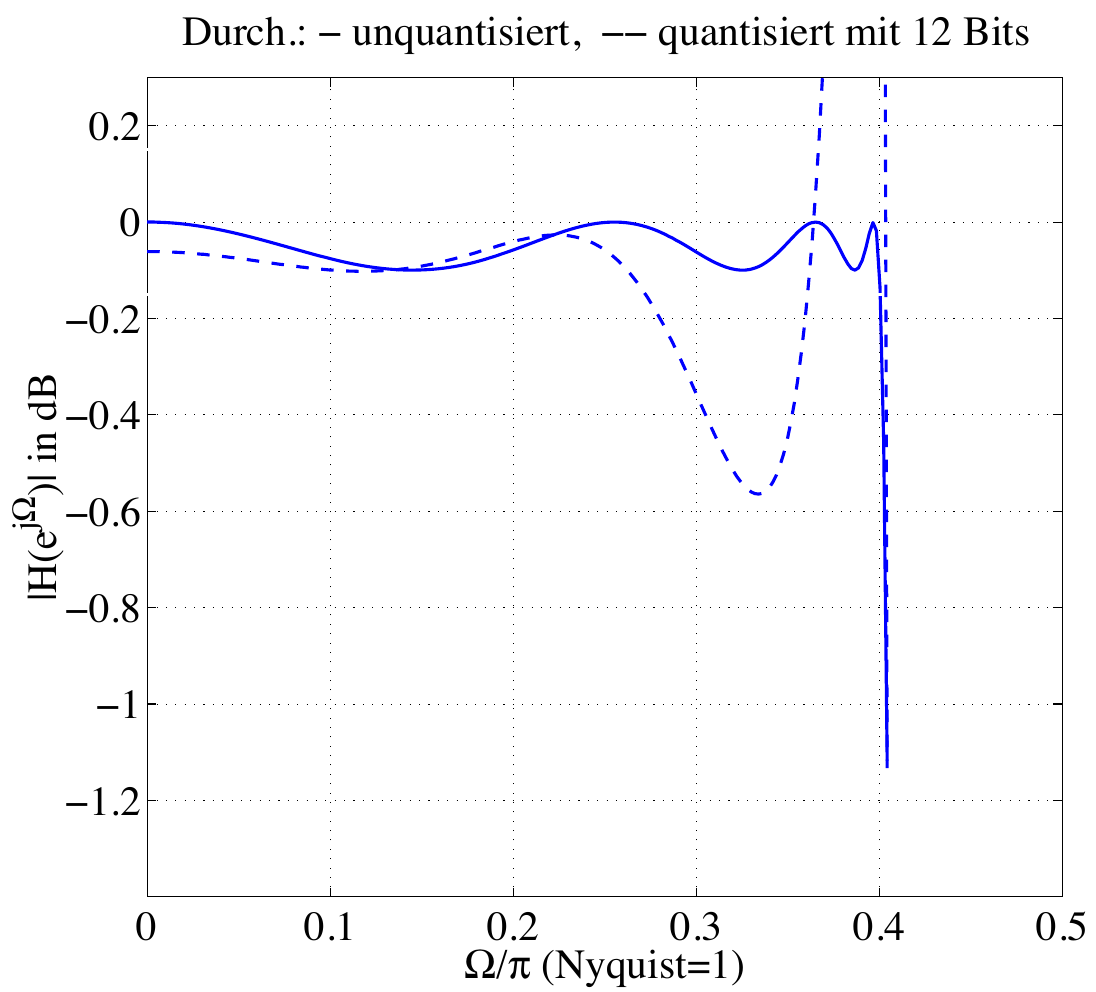 Durch.: − unquantisiert, −− quantisiert mit 12 Bits
0.2
0
−0.2
−0.4
−0.6
−0.8
−1
−1.2
|H(e^jΩ)| in dB
0 0.1 0.2 0.3 0.4 0.5
Ω/π (Nyquist=1)